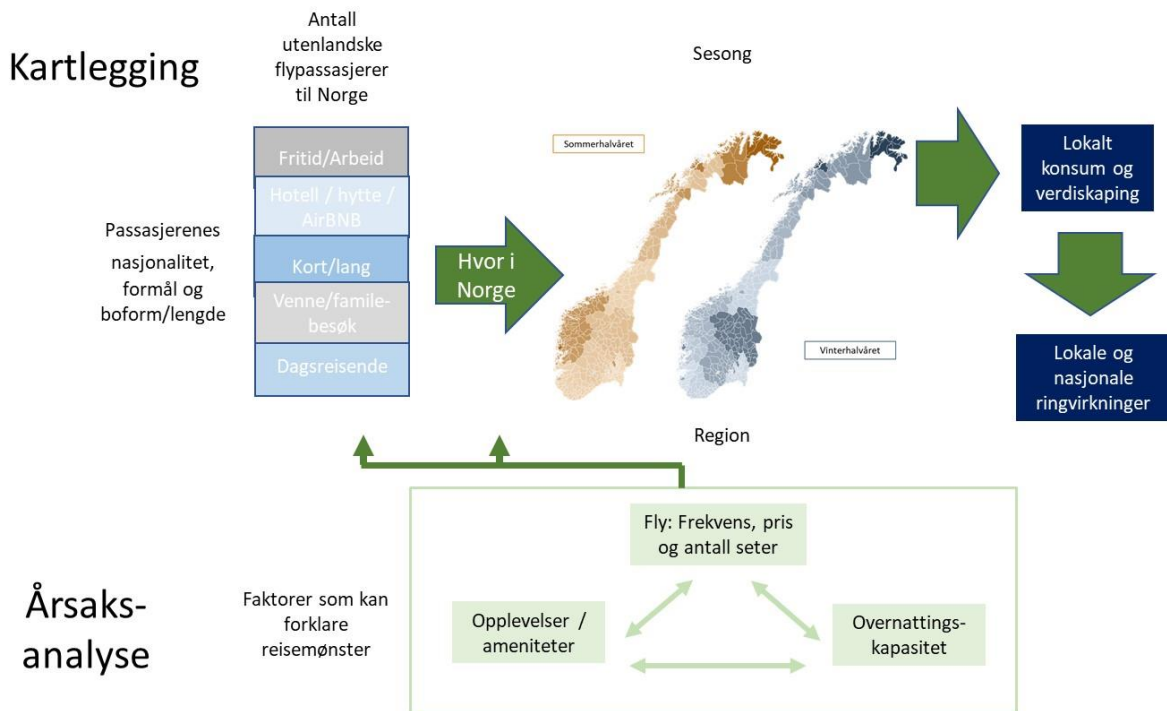 Kartlegging
Antall
utenlandske
flypassasjerer
til Norge
Sesong
Passasjerenes
nasjonalitet,
formål og
boform/lengde
Fritid/Arbeid
Hotell / hytte /
AirBNB
Kort/lang
Venne/famile-
besøk
Dagsreisende
Hvor i
Norge
Sommerhalvåret
Vinterhalvåret
Region
Lokalt
konsum og
verdiskaping
Lokale og
nasjonale
ringvirkninger
Årsaks-
analyse
Faktorer som kan
forklare
reisemønster
Fly: Frekvens, pris
og antall seter
Opplevelser /
ameniteter
Overnattings-
kapasitet